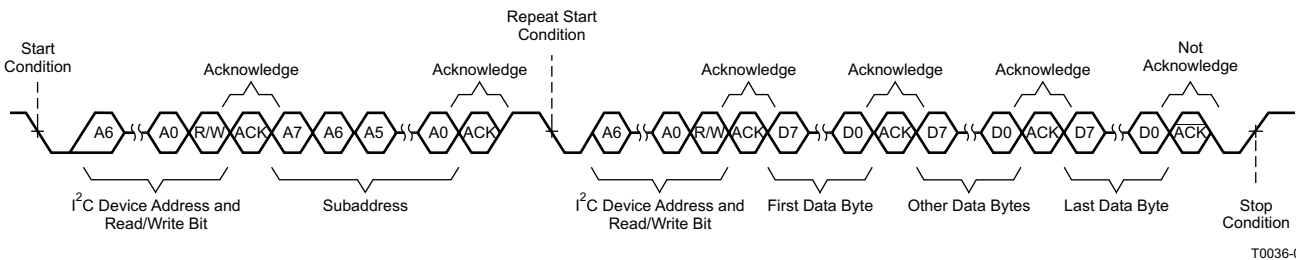 Repeat Start
Condition
Start
Condition
Not
Acknowledge
Acknowledge
Acknowledge
Acknowledge
Acknowledge
Acknowledge
A6 A0 R/W ACK A7 A6 A5 A0 ACK A6 A0 R/W ACK D7 D0 ACK D7 D0 ACK D7 D0 ACK
I2C Device Address and
Read/Write Bit
Subaddress
I2C Device Address and
Read/Write Bit
First Data Byte
Other Data Bytes
Last Data Byte
Stop
Condition